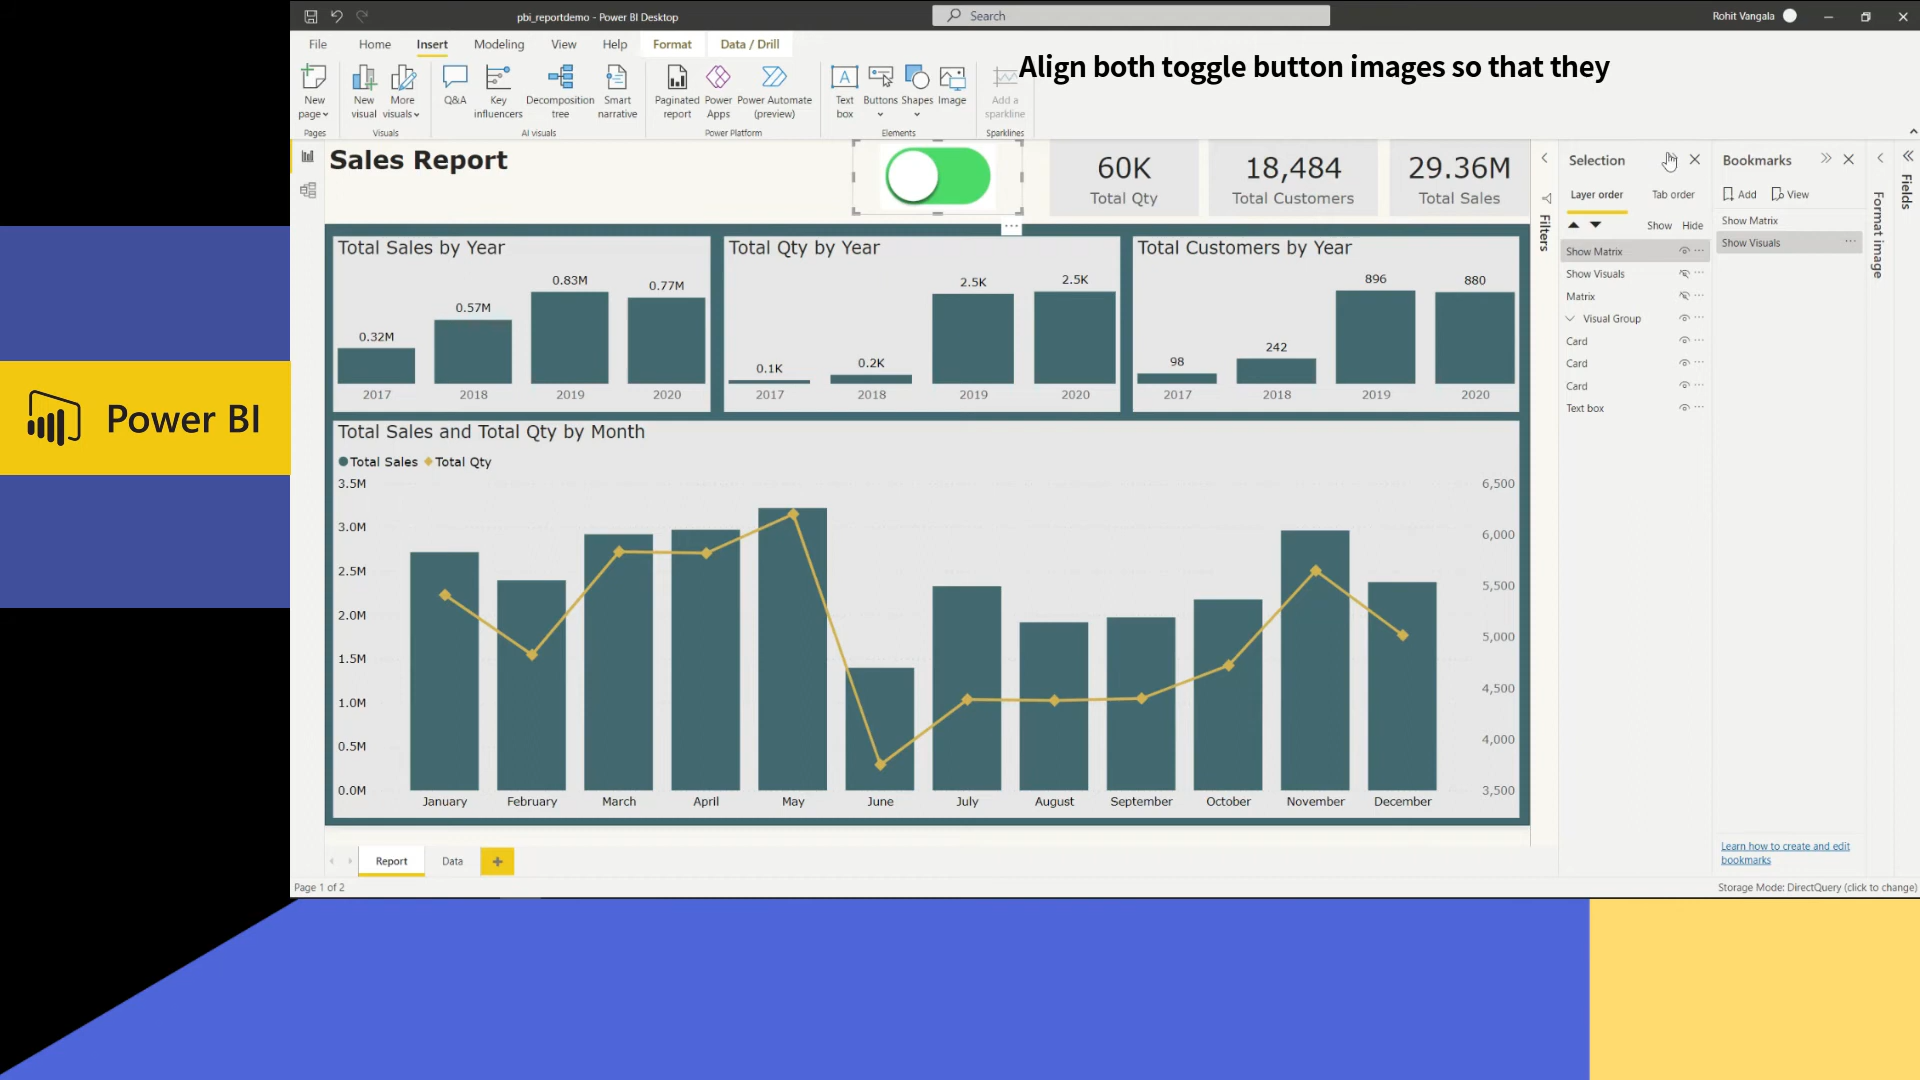 pbi_reportdemo - Power BI Desktop
Search
Rohit Vangala
File Home Insert Modeling View Help Format Data / Drill
Align both toggle button images so that they
New page
New visual
More visuals
Q&A
Key influencers
Decomposition tree
Smart narrative
Paginated report
Power Apps
Power Automate (preview)
Text box
Buttons
Shapes
Image
Add a sparkline
Pages Visuals AI visuals Power Platform Elements Sparklines
Sales Report
60K
Total Qty
18,484
Total Customers
29.36M
Total Sales
Total Sales by Year
0.32M 0.57M 0.83M 0.77M
2017 2018 2019 2020
Total Qty by Year
0.1K 0.2K 2.5K 2.5K
2017 2018 2019 2020
Total Customers by Year
98 242 896 880
2017 2018 2019 2020
Total Sales and Total Qty by Month
Total Sales Total Qty
3.5M
3.0M
2.5M
2.0M
1.5M
1.0M
0.5M
0.0M
6,500
6,000
5,500
5,000
4,500
4,000
3,500
January February March April May June July August September October November December
Filters
Selection
Layer order Tab order
Show Hide
Show Matrix
Show Visuals
Matrix
Visual Group
Card
Card
Card
Text box
Bookmarks
Add View
Show Matrix
Show Visuals
Learn how to create and edit
bookmarks
Format image
Fields
Report Data
Page 1 of 2
Storage Mode: DirectQuery (click to change)
Power BI